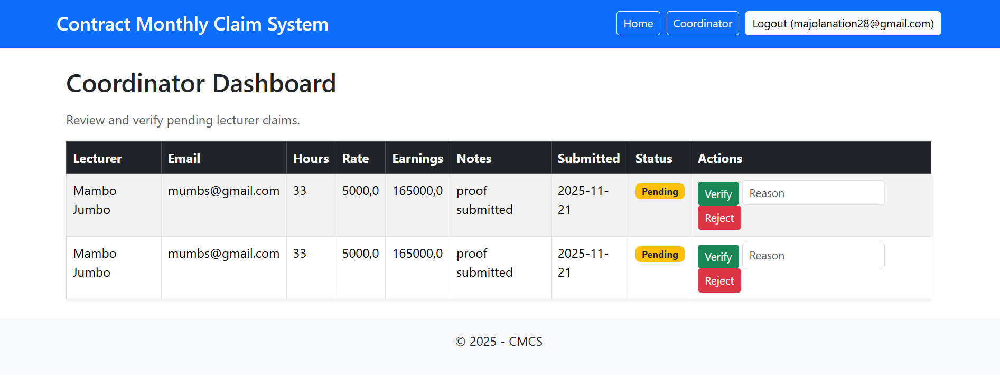 Contract Monthly Claim System
Home
Coordinator
Logout (majolanation28@gmail.com)
Coordinator Dashboard
Review and verify pending lecturer claims.
Lecturer Email Hours Rate Earnings Notes Submitted Status Actions
Mambo mumbs@gmail.com 33 5000,0 165000,0 proof 2025-11- Pending Verify Reason
Jumbo submitted 21 Reject
Mambo mumbs@gmail.com 33 5000,0 165000,0 proof 2025-11- Pending Verify Reason
Jumbo submitted 21 Reject
© 2025 - CMCS